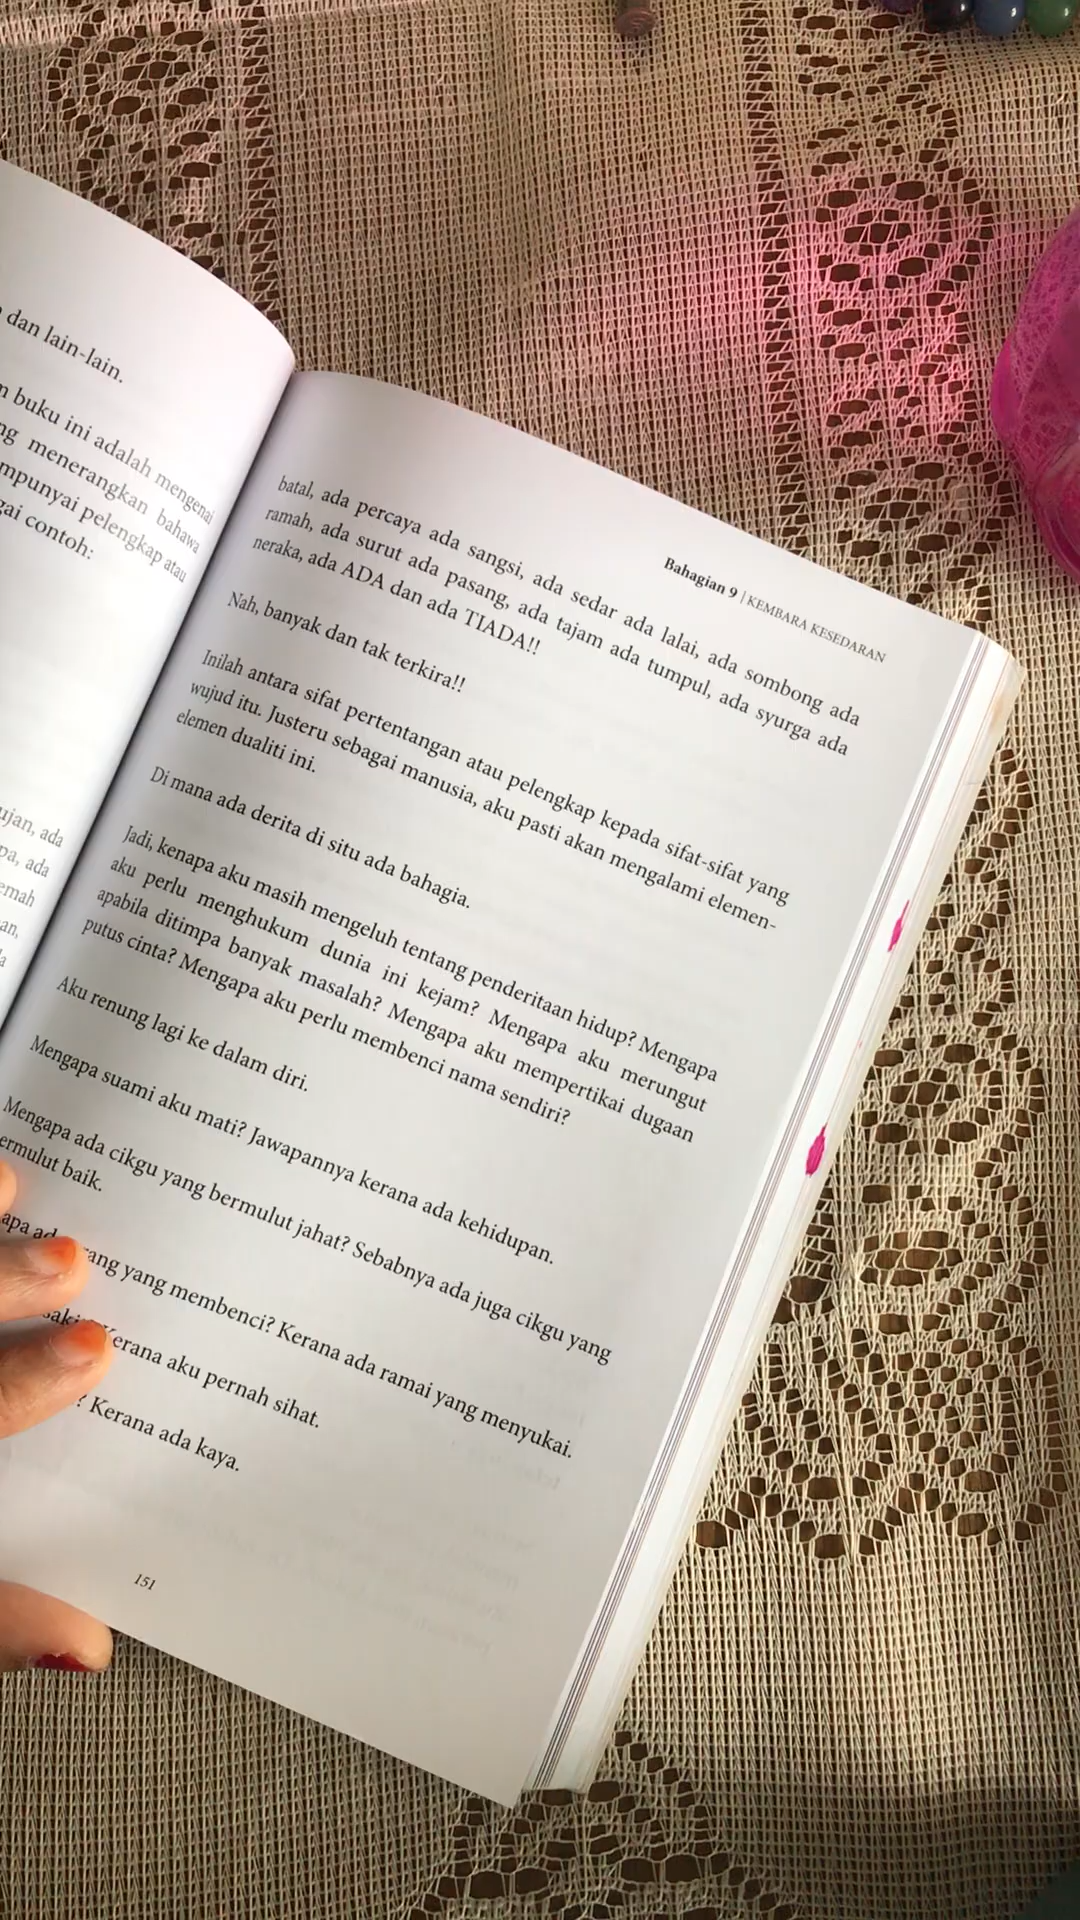 dan lain-lain.
buku ini adalah mengenai
menerangkan bahawa
pelengkap atau
contoh:
ada
ada
Bahagian 9 | KEMBARA KESEDARAN
batal, ada percaya ada sangsi, ada sedar ada lalai, ada sombong ada
ramah, ada surut ada pasang, ada tajam ada tumpul, ada syurga ada
neraka, ada ADA dan ada TIADA!!
Nah, banyak dan tak terkira!!
Inilah antara sifat pertentangan atau pelengkap kepada sifat-sifat yang
wujud itu. Justeru sebagai manusia, aku pasti akan mengalami elemen-
elemen dualiti ini.
Di mana ada derita di situ ada bahagia.
Jadi, kenapa aku masih mengeluh tentang penderitaan hidup? Mengapa
aku perlu menghukum dunia ini kejam? Mengapa aku merungut
apabila ditimpa banyak masalah? Mengapa aku mempertikai dugaan
putus cinta? Mengapa aku perlu membenci nama sendiri?
Aku renung lagi ke dalam diri.
Mengapa suami aku mati? Jawapannya kerana ada kehidupan.
Mengapa ada cikgu yang bermulut jahat? Sebabnya ada juga cikgu yang
ermulut baik.
yang membenci? Kerana ada ramai yang menyukai.
Kerana aku pernah sihat.
? Kerana ada kaya.
151